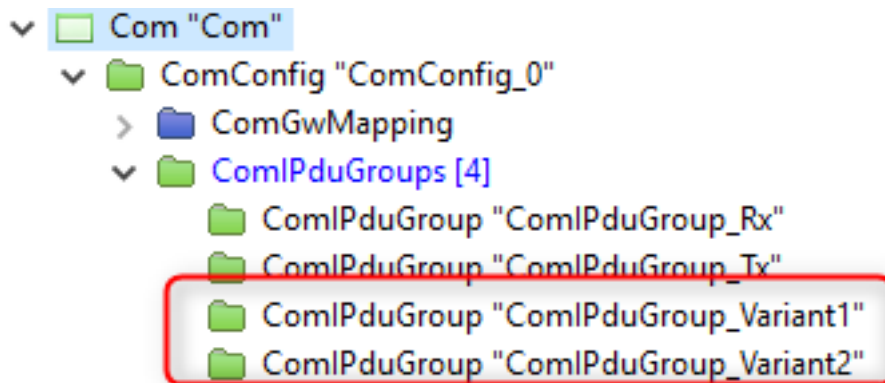 Com "Com"
ComConfig "ComConfig_0"
ComGwMapping
ComIPduGroups [4]
ComIPduGroup "ComIPduGroup_Rx"
ComIPduGroup "ComIPduGroup_Tx"
ComIPduGroup "ComIPduGroup_Variant1"
ComIPduGroup "ComIPduGroup_Variant2"